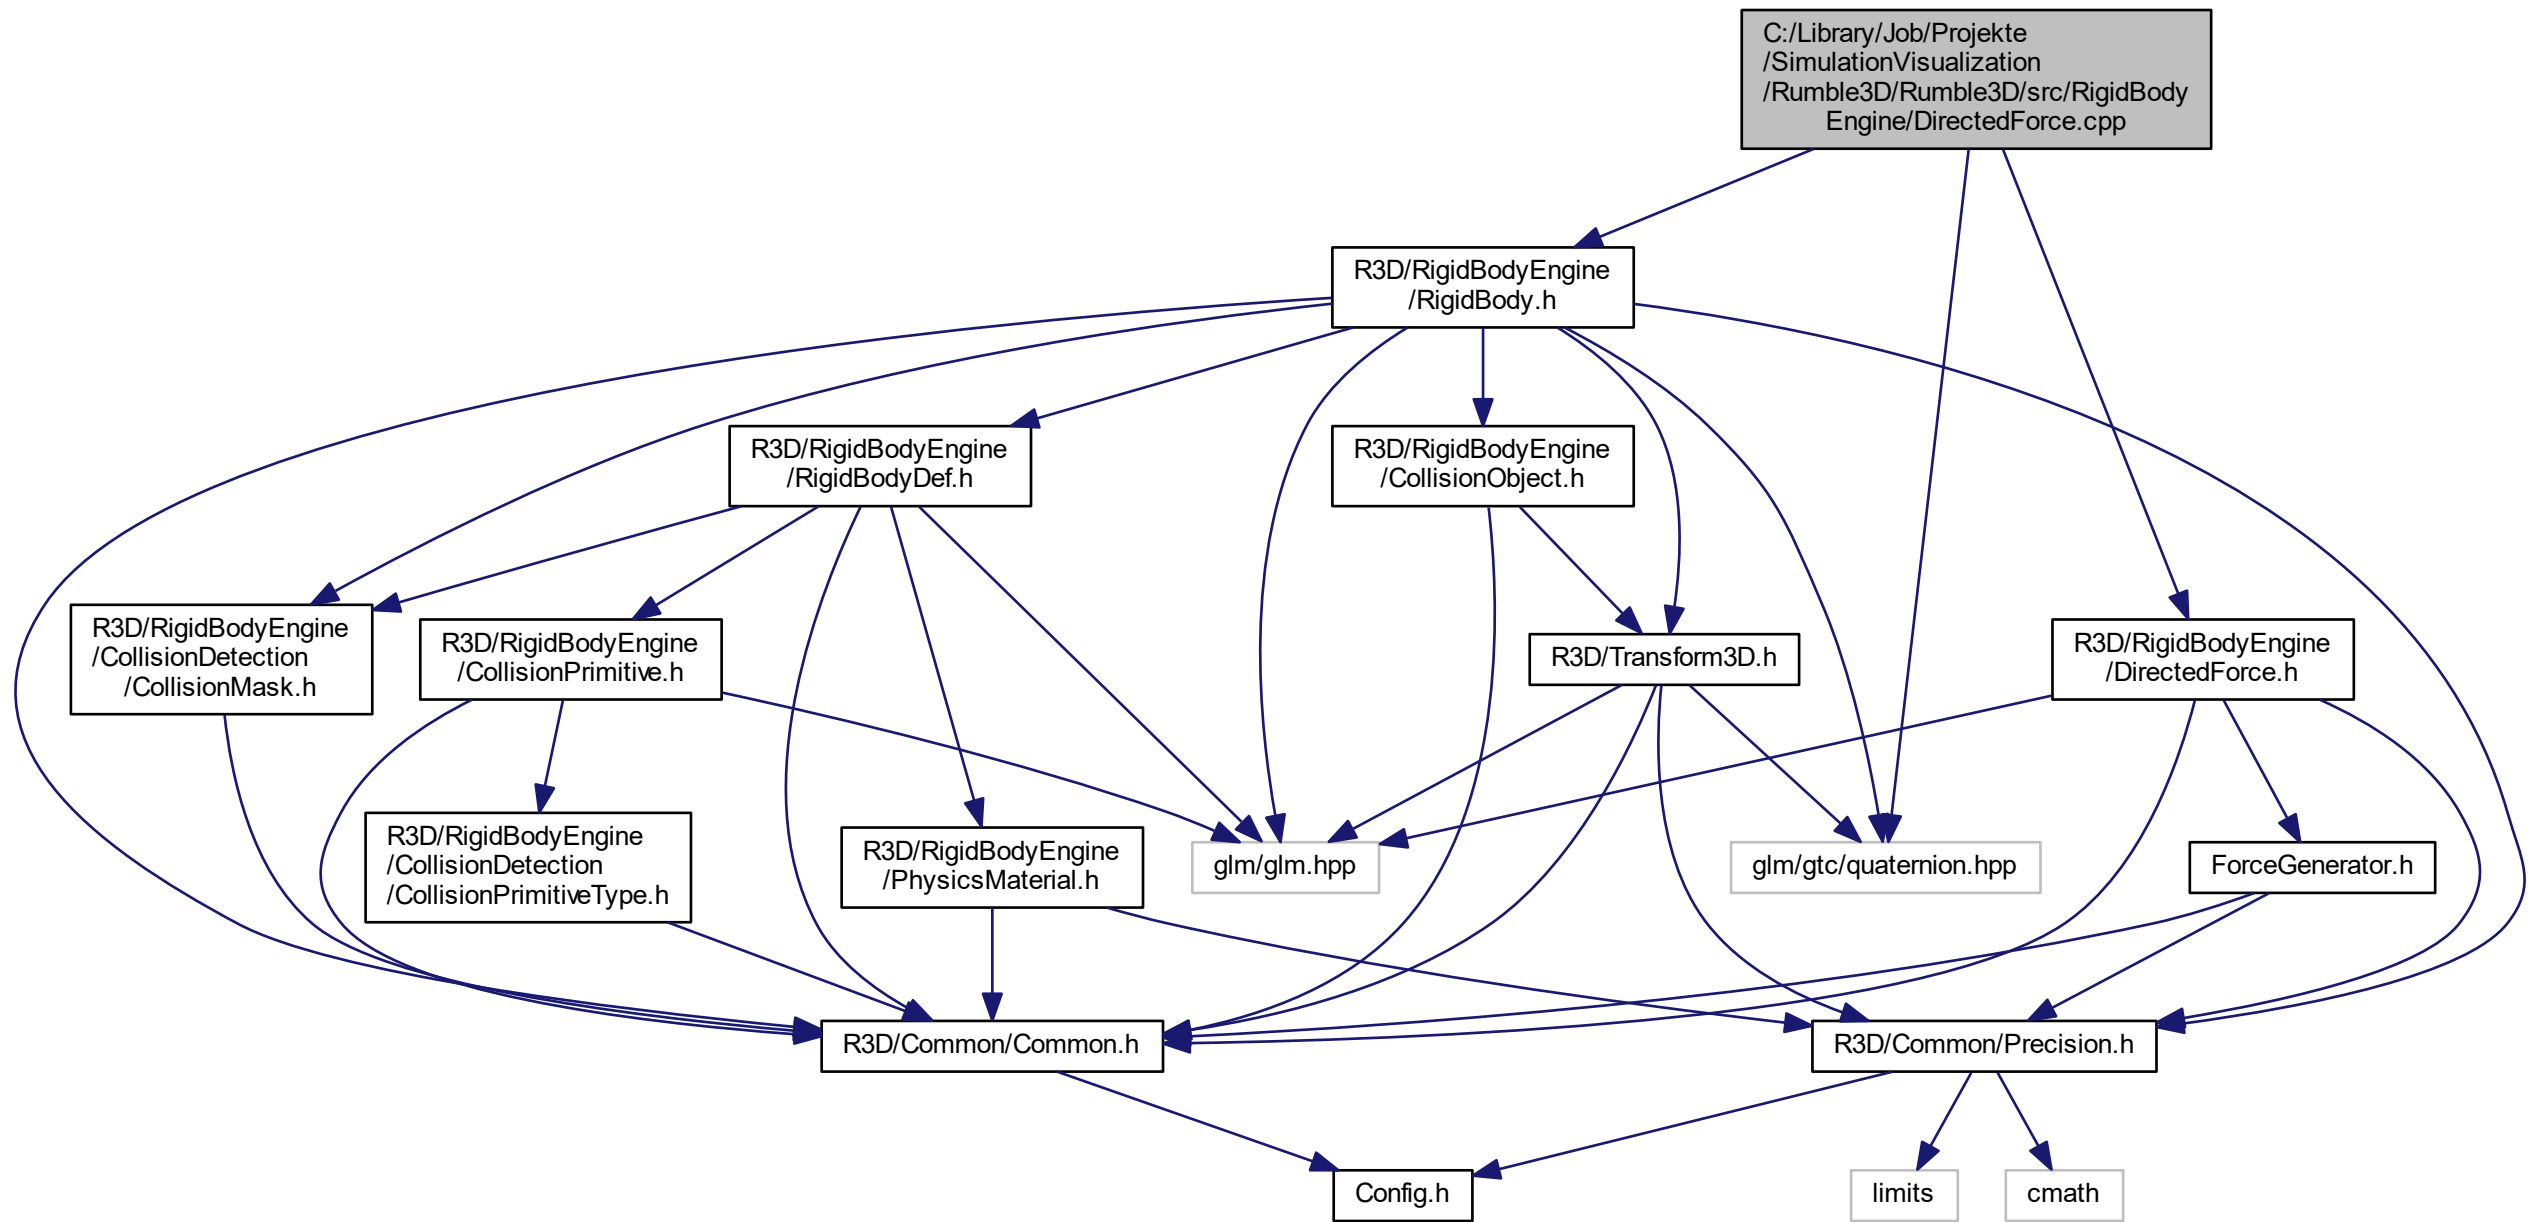 C:/Library/Job/Projekte
/SimulationVisualization
/Rumble3D/Rumble3D/src/RigidBody
Engine/DirectedForce.cpp
R3D/RigidBodyEngine
/RigidBody.h
R3D/RigidBodyEngine
/RigidBodyDef.h
R3D/RigidBodyEngine
/CollisionObject.h
R3D/RigidBodyEngine
/CollisionDetection
/CollisionMask.h
R3D/RigidBodyEngine
/CollisionPrimitive.h
R3D/Transform3D.h
R3D/RigidBodyEngine
/DirectedForce.h
R3D/RigidBodyEngine
/CollisionDetection
/CollisionPrimitiveType.h
R3D/RigidBodyEngine
/PhysicsMaterial.h
glm/glm.hpp
glm/gtc/quaternion.hpp
ForceGenerator.h
R3D/Common/Common.h
R3D/Common/Precision.h
Config.h
limits
cmath